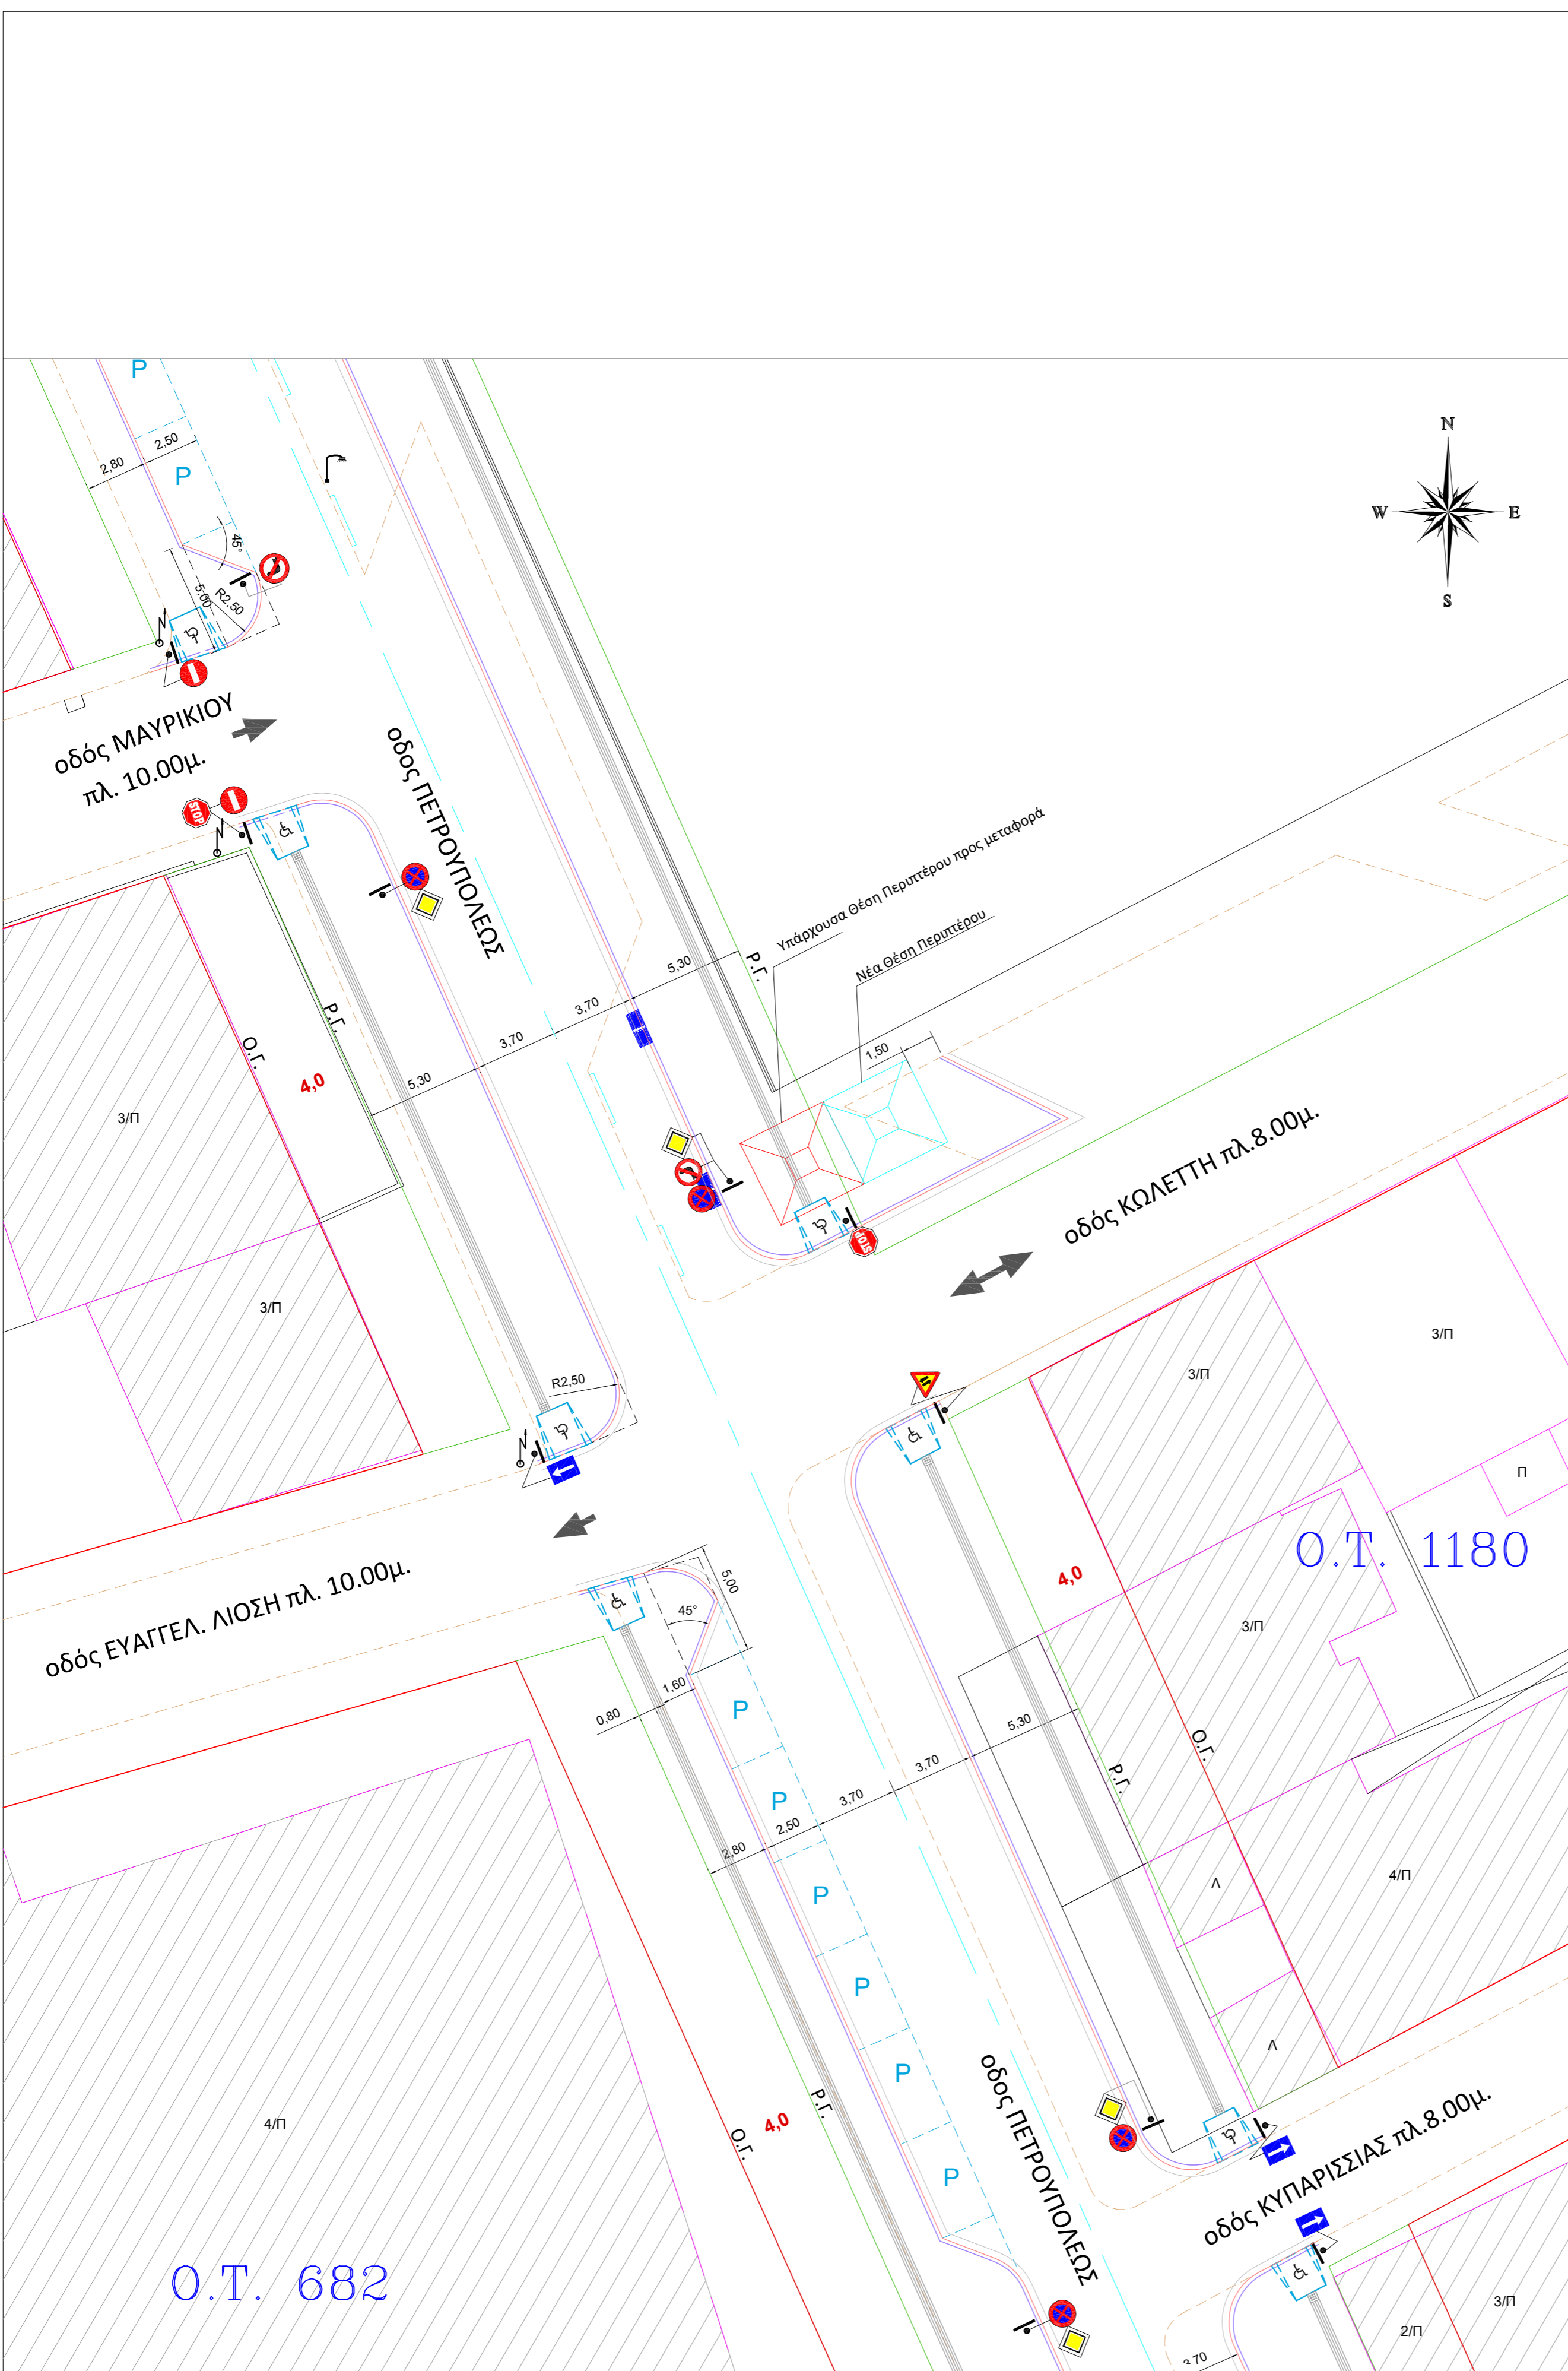 P
2,50
2,80
P
N
W
E
S
45°
5,00
R2,50
οδός ΜΑΥΡΙΚΙΟΥ
πλ. 10.00μ.
STOP
οδος ΠΕΤΡΟΥΠΟΛΕΩΣ
Υπάρχουσα Θέση Περιπτέρου προς μεταφορά
Νέα Θέση Περιπτέρου
Ρ.Γ.
5,30
3,70
3,70
5,30
1,50
Ρ.Γ.
Ο.Γ.
4,0
3/Π
3/Π
STOP
οδός ΚΩΛΕΤΤΗ πλ.8.00μ.
R2,50
3/Π
3/Π
Π
Ο.Τ. 1180
4,0
3/Π
οδός ΕΥΑΓΓΕΛ. ΛΙΟΣΗ πλ. 10.00μ.
5,00
45°
1,60
0,80
P
5,30
3,70
3,70
2,50
2,80
P
Ρ.Γ.
Ο.Γ.
P
Λ
4/Π
P
Λ
P
οδος ΠΕΤΡΟΥΠΟΛΕΩΣ
Ρ.Γ.
4,0
Ο.Γ.
4/Π
P
οδός ΚΥΠΑΡΙΣΣΙΑΣ πλ.8.00μ.
Ο.Τ. 682
3/Π
2/Π
3,70